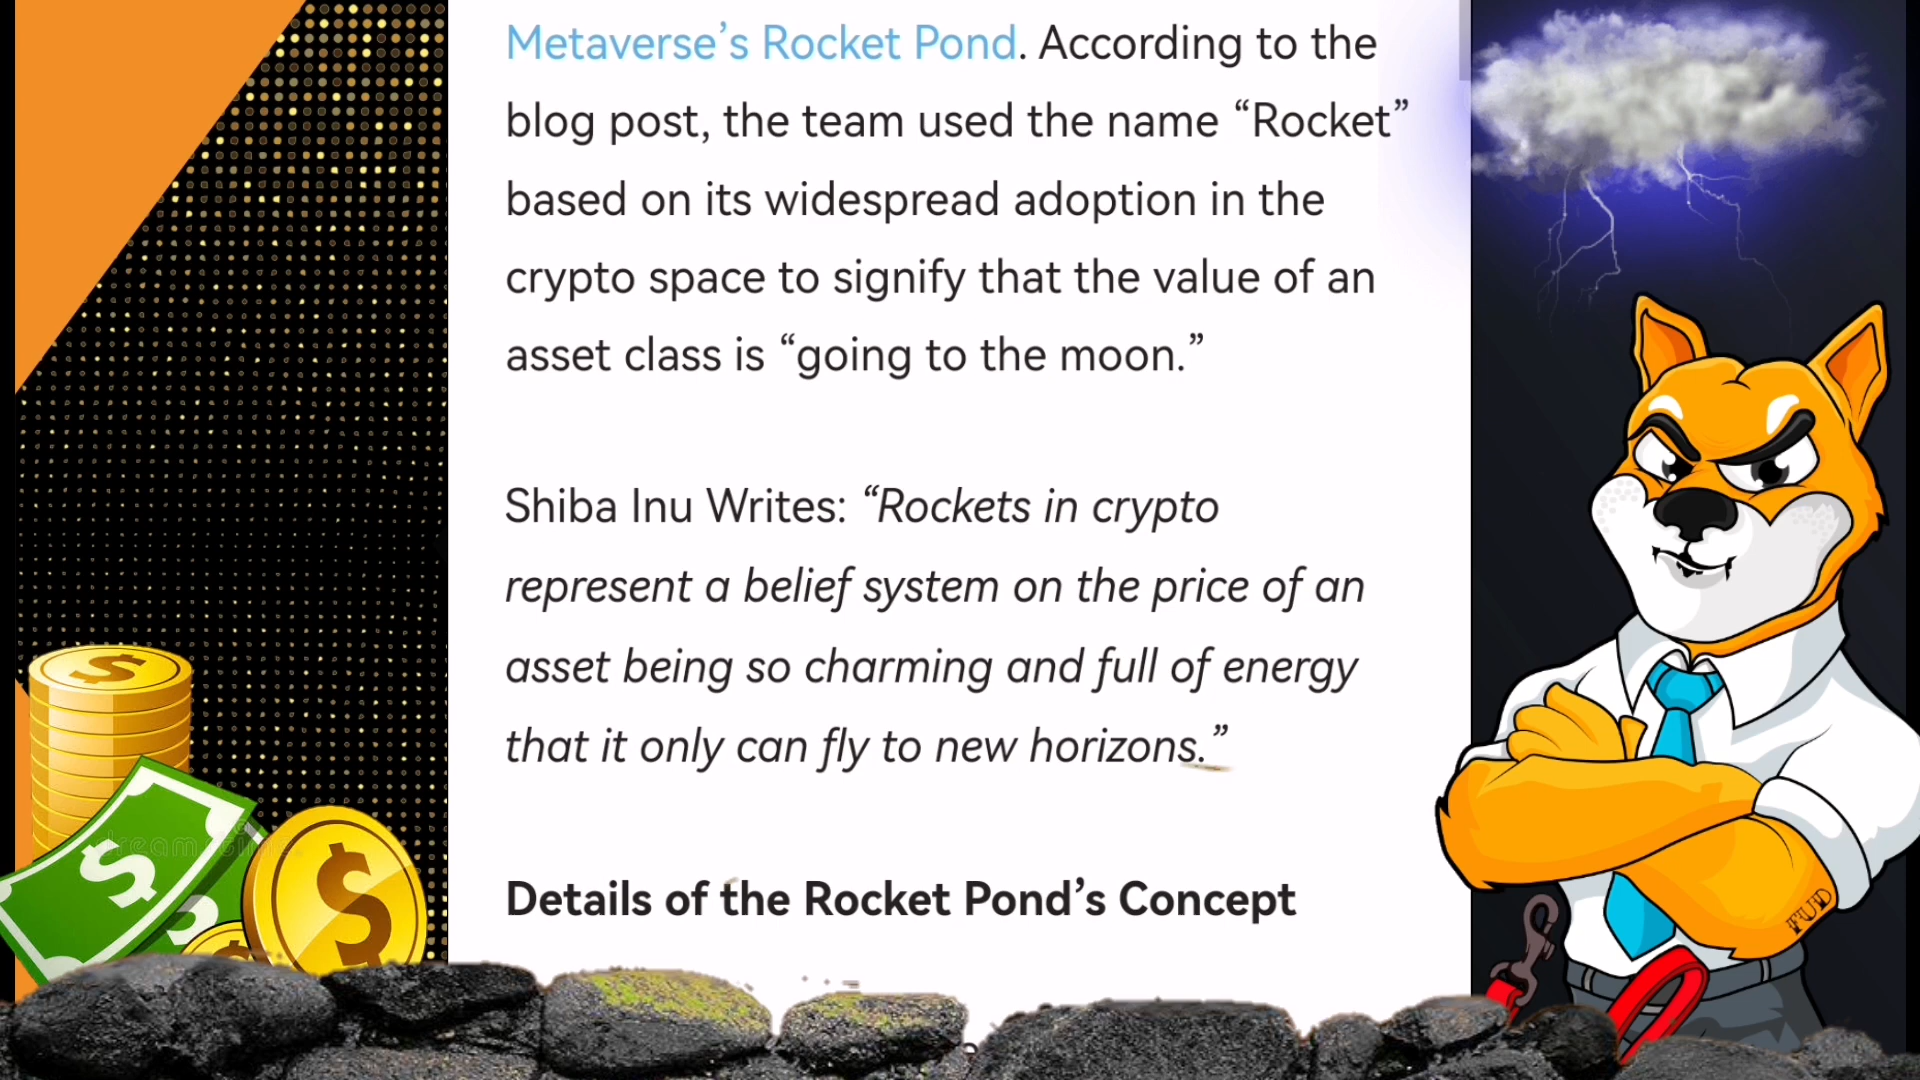 Metaverse’s Rocket Pond. According to the
blog post, the team used the name “Rocket”
based on its widespread adoption in the
crypto space to signify that the value of an
asset class is “going to the moon.”
Shiba Inu Writes: “Rockets in crypto
represent a belief system on the price of an
asset being so charming and full of energy
that it only can fly to new horizons.”
Details of the Rocket Pond’s Concept
$
$
$
$
FUD